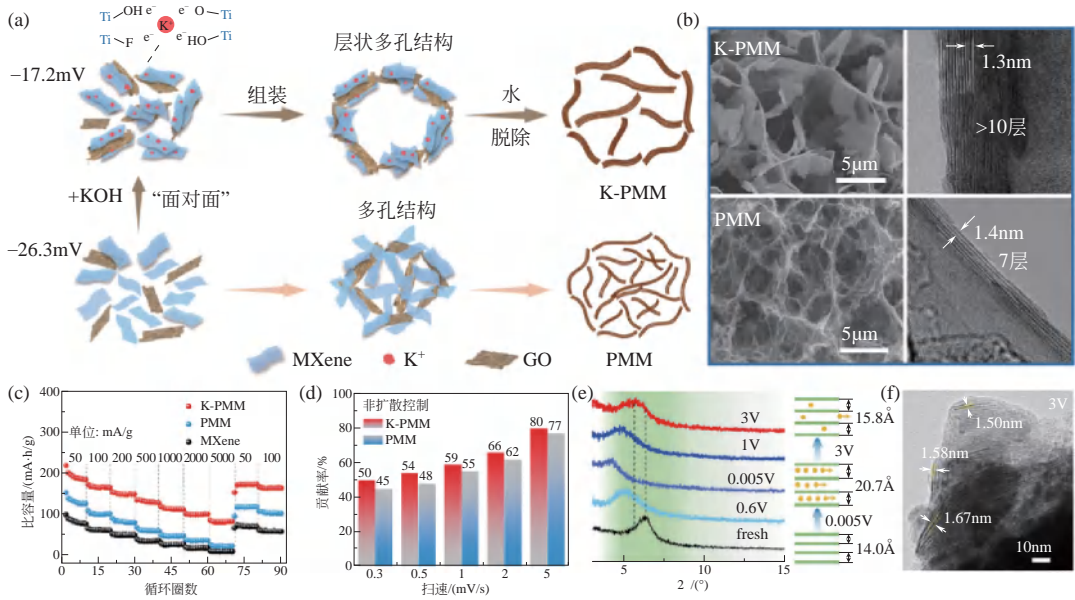 (a)
Ti
OH
e⁻
K⁺
e⁻
O
Ti
Ti
F
e⁻
e⁻
HO
Ti
−17.2mV
组装
层状多孔结构
水
脱除
K-PMM
+KOH
“面对面”
−26.3mV
多孔结构
PMM
MXene
K⁺
GO
(b)
K-PMM
5μm
1.3nm
>10层
PMM
5μm
1.4nm
7层
(c)
比容量/(mA·h/g)
400
300
200
100
0
K-PMM
PMM
MXene
单位: mA/g
50 100 200 500 1000 2000 5000 50 100
0 15 30 45 60 75 90
循环圈数
(d)
贡献率/%
100
80
60
40
20
0
非扩散控制
K-PMM
PMM
50 45
54 48
59 55
66 62
80 77
0.3 0.5 1 2 5
扫速/(mV/s)
(e)
3V
1V
0.005V
0.6V
fresh
5 10 15
2 /(°)
15.8Å
3V
20.7Å
0.005V
14.0Å
(f)
3V
1.50nm
1.58nm
1.67nm
10nm